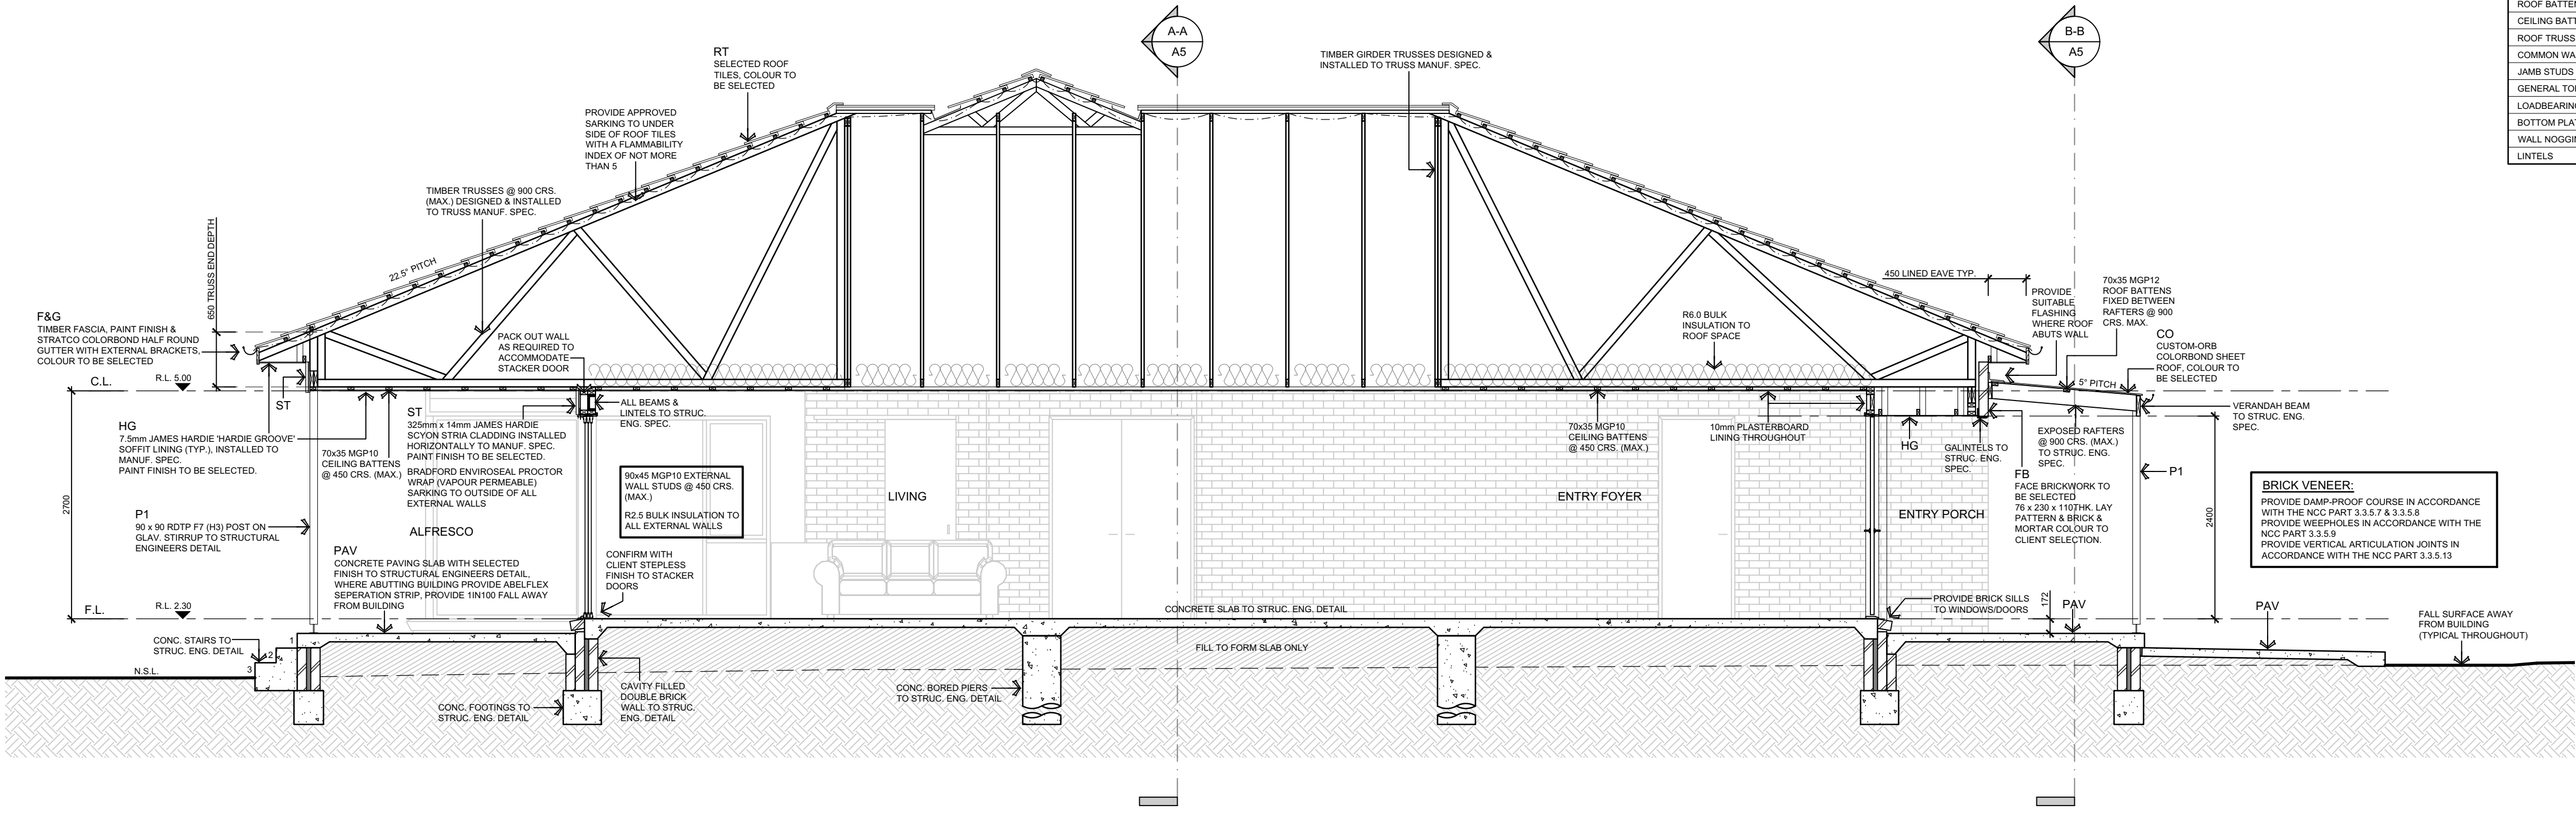 A-A
A5
B-B
A5
ROOF BATTEN
CEILING BATT
ROOF TRUSS
COMMON WA
JAMB STUDS
GENERAL TO
LOADBEARING
BOTTOM PLAT
WALL NOGGIN
LINTELS
RT
SELECTED ROOF
TILES, COLOUR TO
BE SELECTED
TIMBER GIRDER TRUSSES DESIGNED &
INSTALLED TO TRUSS MANUF. SPEC.
PROVIDE APPROVED
SARKING TO UNDER
SIDE OF ROOF TILES
WITH A FLAMMABILITY
INDEX OF NOT MORE
THAN 5
TIMBER TRUSSES @ 900 CRS.
(MAX.) DESIGNED & INSTALLED
TO TRUSS MANUF. SPEC.
650 TRUSS END DEPTH
22.5° PITCH
F&G
TIMBER FASCIA, PAINT FINISH &
STRATCO COLORBOND HALF ROUND
GUTTER WITH EXTERNAL BRACKETS,
COLOUR TO BE SELECTED
PACK OUT WALL
AS REQUIRED TO
ACCOMMODATE
STACKER DOOR
R6.0 BULK
INSULATION TO
ROOF SPACE
450 LINED EAVE TYP.
PROVIDE
SUITABLE
FLASHING
WHERE ROOF
ABUTS WALL
70x35 MGP12
ROOF BATTENS
FIXED BETWEEN
RAFTERS @ 900
CRS. MAX.
CO
CUSTOM-ORB
COLORBOND SHEET
ROOF, COLOUR TO
BE SELECTED
5° PITCH
C.L.
R.L. 5.00
ST
HG
7.5mm JAMES HARDIE 'HARDIE GROOVE'
SOFFIT LINING (TYP.), INSTALLED TO
MANUF. SPEC.
PAINT FINISH TO BE SELECTED.
70x35 MGP10
CEILING BATTENS
@ 450 CRS. (MAX.)
ST
325mm x 14mm JAMES HARDIE
SCYON STRIA CLADDING INSTALLED
HORIZONTALLY TO MANUF. SPEC.
PAINT FINISH TO BE SELECTED.
BRADFORD ENVIROSEAL PROCTOR
WRAP (VAPOUR PERMEABLE)
SARKING TO OUTSIDE OF ALL
EXTERNAL WALLS
ALL BEAMS &
LINTELS TO STRUC.
ENG. SPEC.
90x45 MGP10 EXTERNAL
WALL STUDS @ 450 CRS.
(MAX.)
R2.5 BULK INSULATION TO
ALL EXTERNAL WALLS
LIVING
70x35 MGP10
CEILING BATTENS
@ 450 CRS. (MAX.)
10mm PLASTERBOARD
LINING THROUGHOUT
ENTRY FOYER
HG
GALINTELS TO
STRUC. ENG.
SPEC.
EXPOSED RAFTERS
@ 900 CRS. (MAX.)
TO STRUC. ENG.
SPEC.
VERANDAH BEAM
TO STRUC. ENG.
SPEC.
FB
FACE BRICKWORK TO
BE SELECTED
76 x 230 x 110THK. LAY
PATTERN & BRICK &
MORTAR COLOUR TO
CLIENT SELECTION.
ENTRY PORCH
P1
2400
BRICK VENEER:
PROVIDE DAMP-PROOF COURSE IN ACCORDANCE
WITH THE NCC PART 3.3.5.7 & 3.3.5.8
PROVIDE WEEPHOLES IN ACCORDANCE WITH THE
NCC PART 3.3.5.9
PROVIDE VERTICAL ARTICULATION JOINTS IN
ACCORDANCE WITH THE NCC PART 3.3.5.13
2700
P1
90 x 90 RDTP F7 (H3) POST ON
GLAV. STIRRUP TO STRUCTURAL
ENGINEERS DETAIL
ALFRESCO
PAV
CONCRETE PAVING SLAB WITH SELECTED
FINISH TO STRUCTURAL ENGINEERS DETAIL,
WHERE ABUTTING BUILDING PROVIDE ABELFLEX
SEPERATION STRIP, PROVIDE 1IN100 FALL AWAY
FROM BUILDING
CONFIRM WITH
CLIENT STEPLESS
FINISH TO STACKER
DOORS
F.L.
R.L. 2.30
CONCRETE SLAB TO STRUC. ENG. DETAIL
PROVIDE BRICK SILLS
TO WINDOWS/DOORS
172
PAV
PAV
FALL SURFACE AWAY
FROM BUILDING
(TYPICAL THROUGHOUT)
CONC. STAIRS TO
STRUC. ENG. DETAIL
1
2
3
N.S.L.
FILL TO FORM SLAB ONLY
CONC. FOOTINGS TO
STRUC. ENG. DETAIL
CAVITY FILLED
DOUBLE BRICK
WALL TO STRUC.
ENG. DETAIL
CONC. BORED PIERS
TO STRUC. ENG. DETAIL